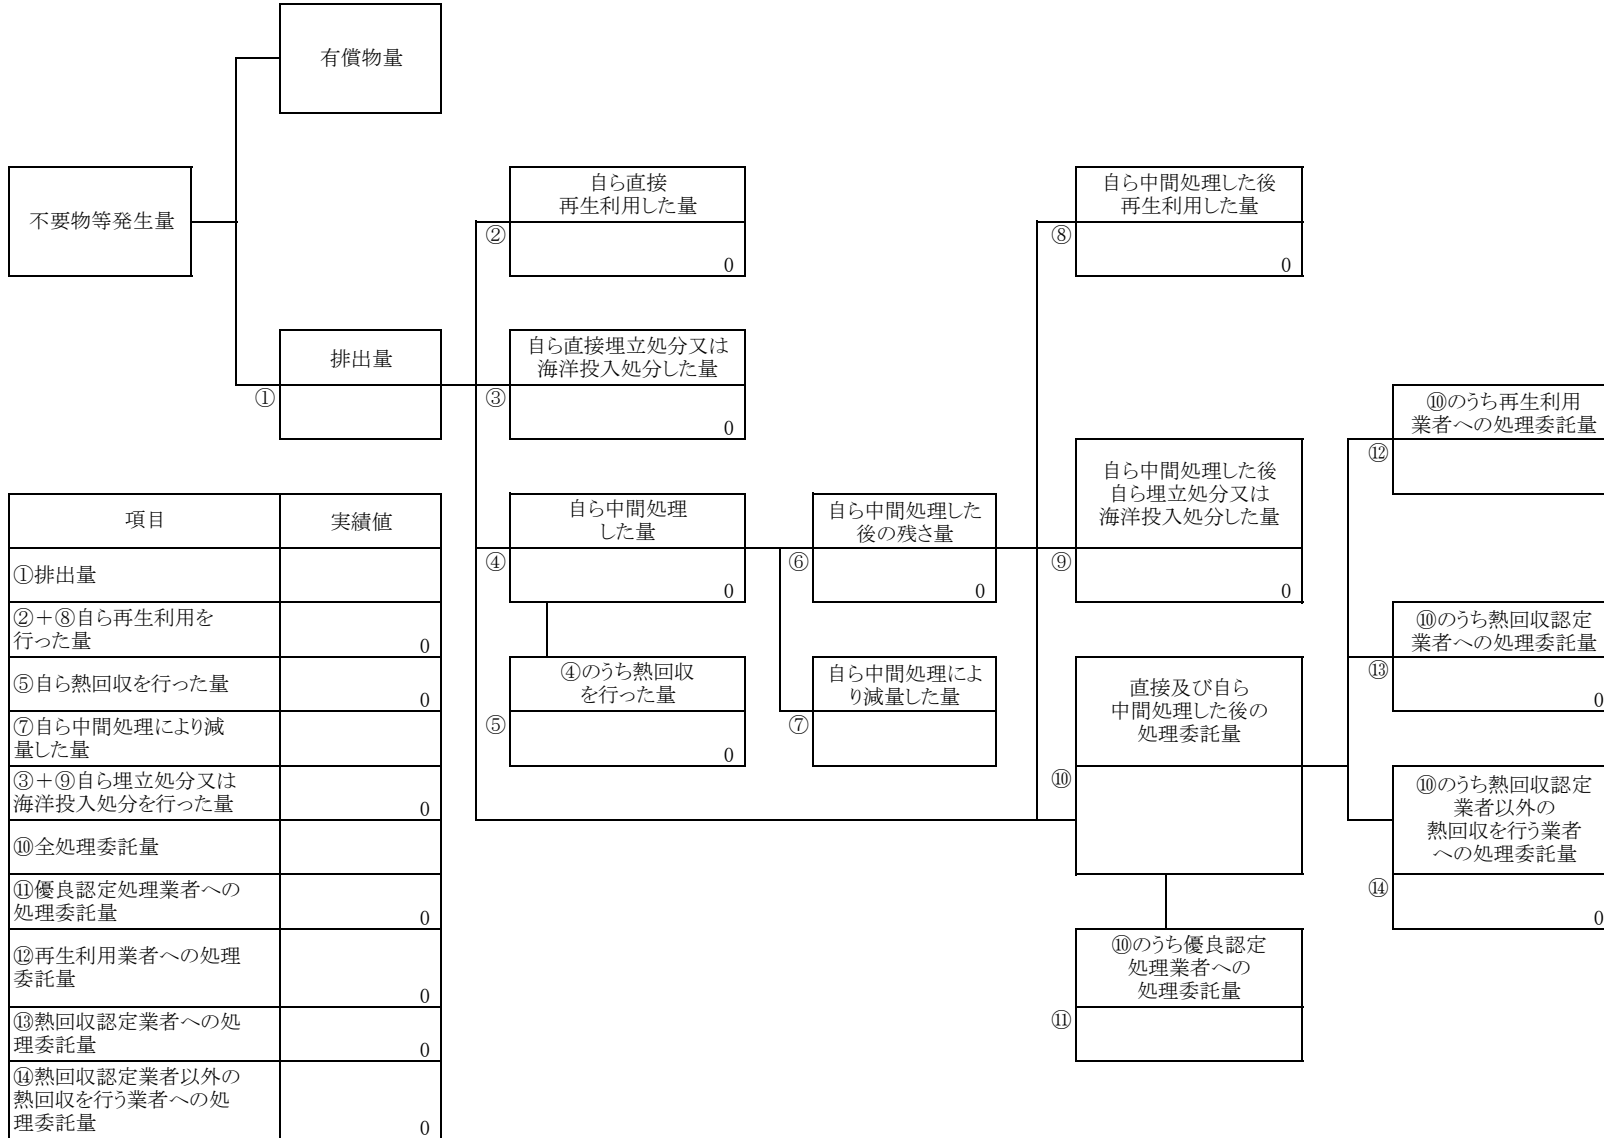 有償物量
不要物等発生量
自ら直接
再生利用した量
②
0
自ら中間処理した後
再生利用した量
⑧
0
排出量
①
自ら直接埋立処分又は
海洋投入処分した量
③
0
⑩のうち再生利用
業者への処理委託量
⑫
自ら中間処理した後
自ら埋立処分又は
海洋投入処分した量
⑨
0
自ら中間処理
した量
④
0
自ら中間処理した
後の残さ量
⑥
0
⑩のうち熱回収認定
業者への処理委託量
⑬
0
④のうち熱回収
を行った量
⑤
0
自ら中間処理によ
り減量した量
⑦
直接及び自ら
中間処理した後の
処理委託量
⑩
⑩のうち熱回収認定
業者以外の
熱回収を行う業者
への処理委託量
⑭
0
⑩のうち優良認定
処理業者への
処理委託量
⑪
項目 実績値
①排出量
②＋⑧自ら再生利用を
行った量 0
⑤自ら熱回収を行った量 0
⑦自ら中間処理により減
量した量
③＋⑨自ら埋立処分又は
海洋投入処分を行った量 0
⑩全処理委託量
⑪優良認定処理業者への
処理委託量 0
⑫再生利用業者への処理
委託量 0
⑬熱回収認定業者への処
理委託量 0
⑭熱回収認定業者以外の
熱回収を行う業者への処
理委託量 0